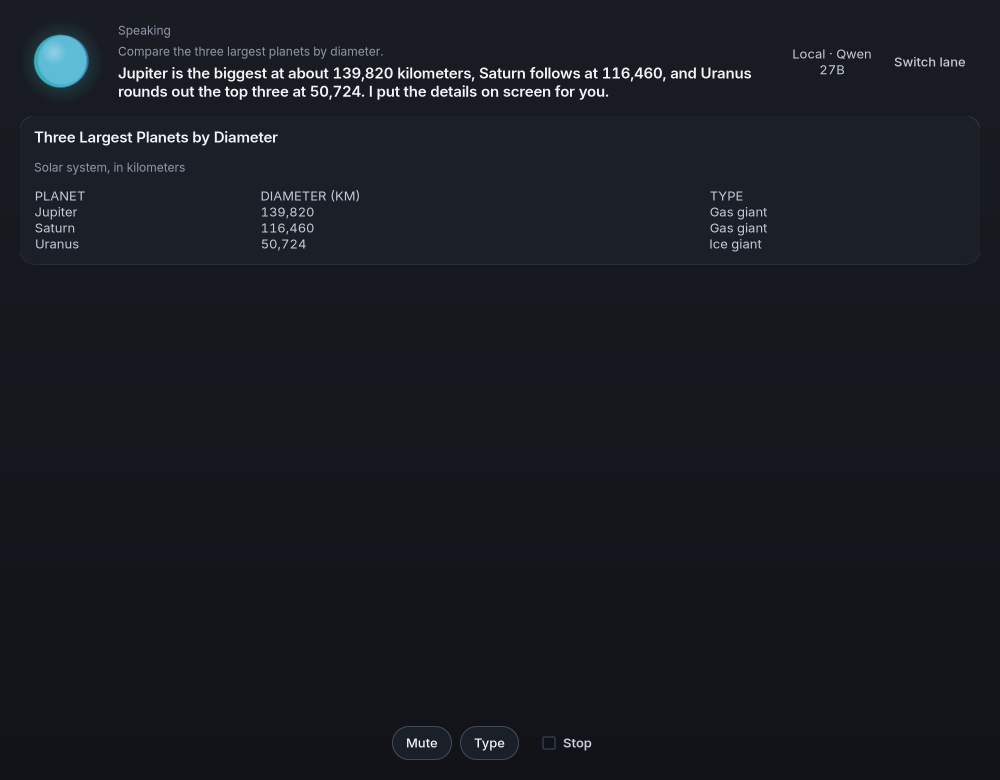 Speaking
Compare the three largest planets by diameter.
Jupiter is the biggest at about 139,820 kilometers, Saturn follows at 116,460, and Uranus
rounds out the top three at 50,724. I put the details on screen for you.
Local · Qwen
27B
Switch lane
Three Largest Planets by Diameter
Solar system, in kilometers
PLANET DIAMETER (KM) TYPE
Jupiter 139,820 Gas giant
Saturn 116,460 Gas giant
Uranus 50,724 Ice giant
Mute Type Stop